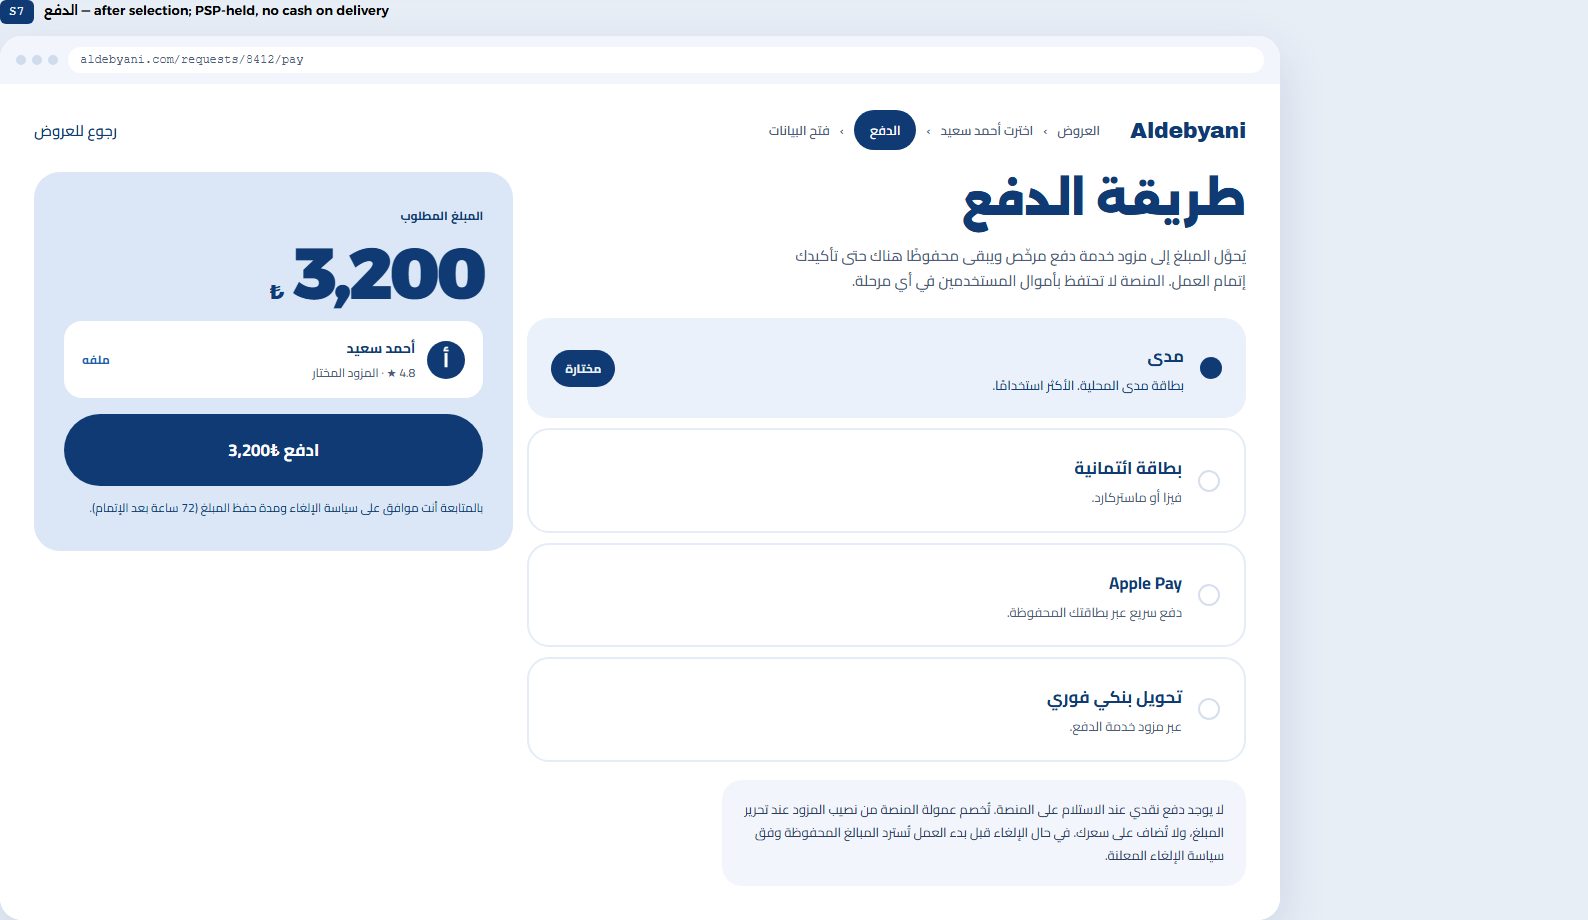 S7 الدفع — after selection; PSP-held, no cash on delivery
aldebyani.com/requests/8412/pay
Aldebyani
العروض › اخترت أحمد سعيد › الدفع › فتح البيانات
رجوع للعروض
طريقة الدفع
يُحوَّل المبلغ إلى مزود خدمة دفع مرخّص ويبقى محفوظًا هناك حتى تأكيدك
إتمام العمل. المنصة لا تحتفظ بأموال المستخدمين في أي مرحلة.
مدى
بطاقة مدى المحلية. الأكثر استخدامًا.
مختارة
بطاقة ائتمانية
فيزا أو ماستركارد.
Apple Pay
دفع سريع عبر بطاقتك المحفوظة.
تحويل بنكي فوري
عبر مزود خدمة الدفع.
لا يوجد دفع نقدي عند الاستلام على المنصة. تُخصم عمولة المنصة من نصيب المزود عند تحرير
المبلغ، ولا تُضاف على سعرك. في حال الإلغاء قبل بدء العمل تُسترد المبالغ المحفوظة وفق
سياسة الإلغاء المعلنة.
المبلغ المطلوب
3,200 ₺
أ
أحمد سعيد
4.8 ★ · المزود المختار
ملفه
ادفع ₺3,200
بالمتابعة أنت موافق على سياسة الإلغاء ومدة حفظ المبلغ (72 ساعة بعد الإتمام).